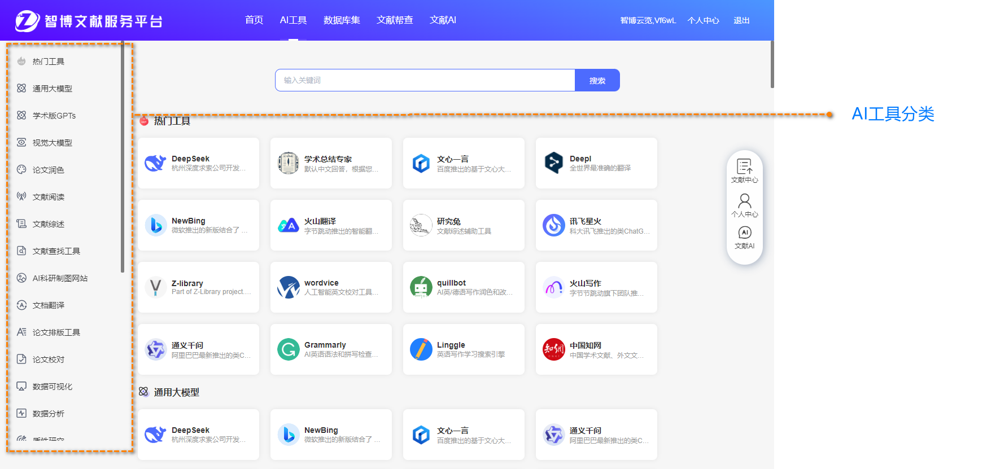 智博文献服务平台
首页 AI工具 数据库集 文献帮查 文献AI
智博云览,Vf6wL 个人中心 退出
热门工具
通用大模型
学术版GPTs
视觉大模型
论文润色
文献阅读
文献综述
文献查找工具
AI科研制图网站
文档翻译
论文排版工具
论文校对
数据可视化
数据分析
质性研究
输入关键词 搜索
AI工具分类
热门工具
DeepSeek
杭州深度求索公司开发...
学术总结专家
默认中文回答，根据您...
文心一言
百度推出的基于文心大...
Deepl
全世界最准确的翻译
NewBing
微软推出的新版结合了 ...
火山翻译
字节跳动推出的智能翻...
研究兔
文献综述辅助工具
讯飞星火
科大讯飞推出的类ChatG...
Z-library
Part of Z-Library project....
wordvice
人工智能英文校对工具...
quillbot
AI英/德语写作润色和改...
火山写作
字节节跳动旗下团队推...
通义千问
阿里巴巴最新推出的类C...
Grammarly
AI英语语法和拼写检查...
Linggle
英语写作学习搜索引擎
中国知网
中国学术文献、外文文...
通用大模型
DeepSeek
杭州深度求索公司开发...
NewBing
微软推出的新版结合了 ...
文心一言
百度推出的基于文心大...
通义千问
阿里巴巴最新推出的类C...
文献中心
个人中心
AI
文献AI